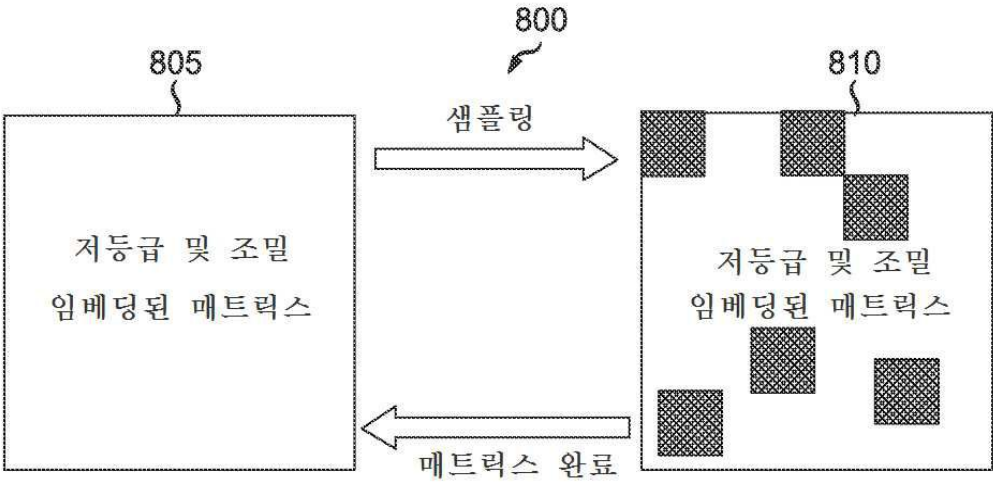 800
805
810
샘플링
저등급 및 조밀
임베딩된 매트릭스
저등급 및 조밀
임베딩된 매트릭스
매트릭스 완료